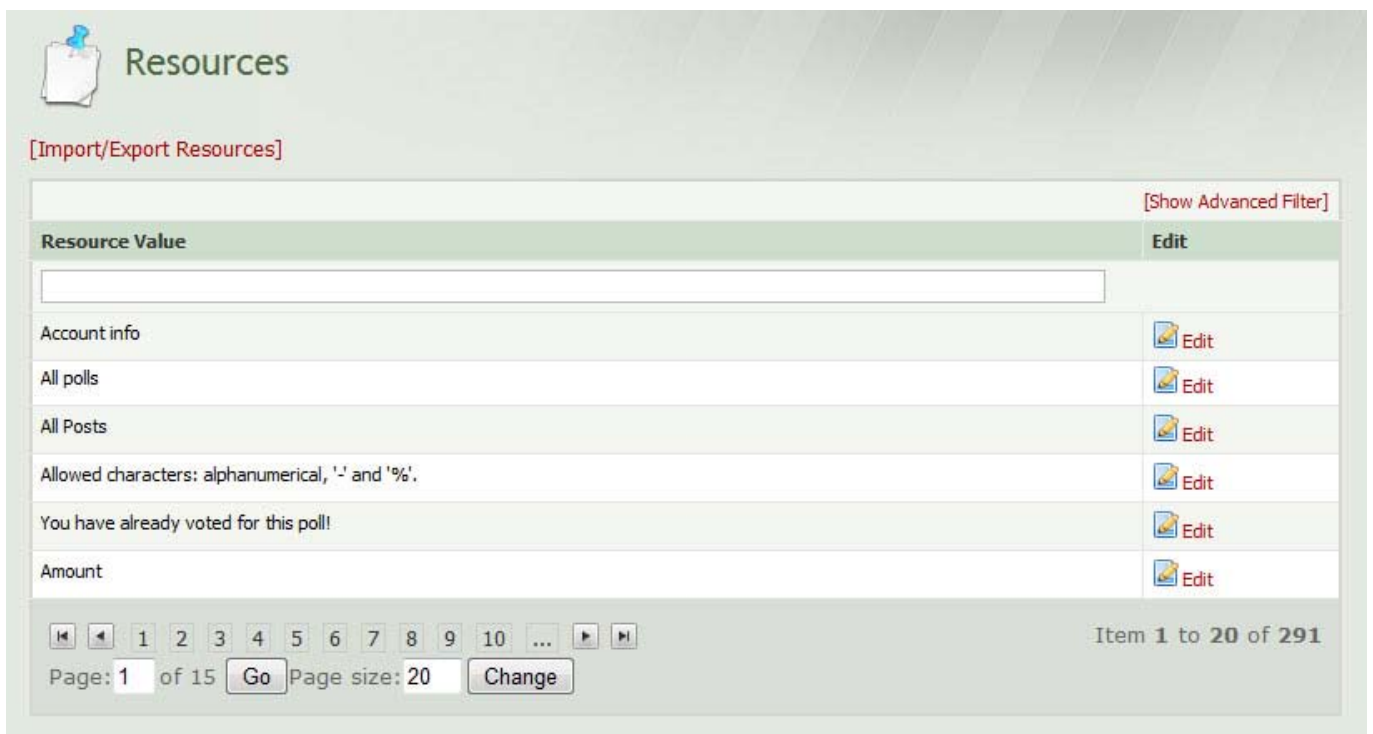 Resources
[Import/Export Resources]
[Show Advanced Filter]
Resource Value Edit
Account info Edit
All polls Edit
All Posts Edit
Allowed characters: alphanumerical, '-' and '%'. Edit
You have already voted for this poll! Edit
Amount Edit
1 2 3 4 5 6 7 8 9 10 ... Item 1 to 20 of 291
Page: 1 of 15 Go Page size: 20 Change